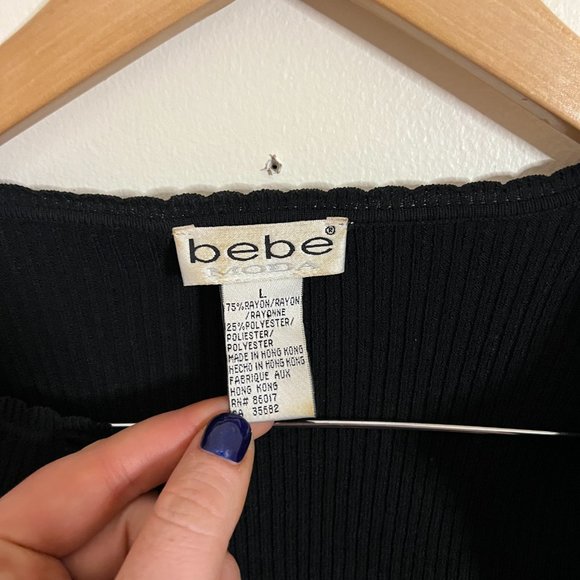 bebe®
MODA
L
75%RAYON/RAYON
/RAYONNE
25%POLYESTER/
POLIESTER/
POLYESTER
MADE IN HONG KONG
HECHO IN HONG KONG
FABRIQUE AUX
HONG KONG
RN# 86017
CA 35582